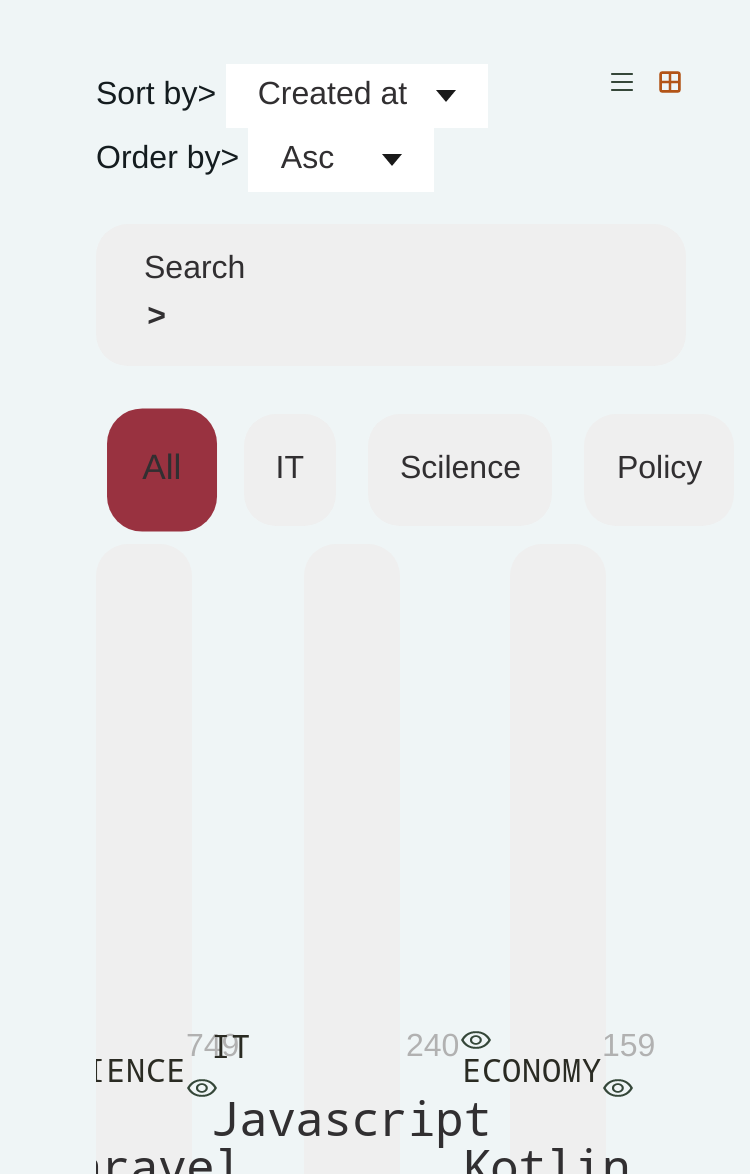 Sort by> Created at
Order by> Asc
Search
>
All IT Scilence Policy
749 IT 240 159
IENCE ECONOMY
Javascript
ravel Kotlin